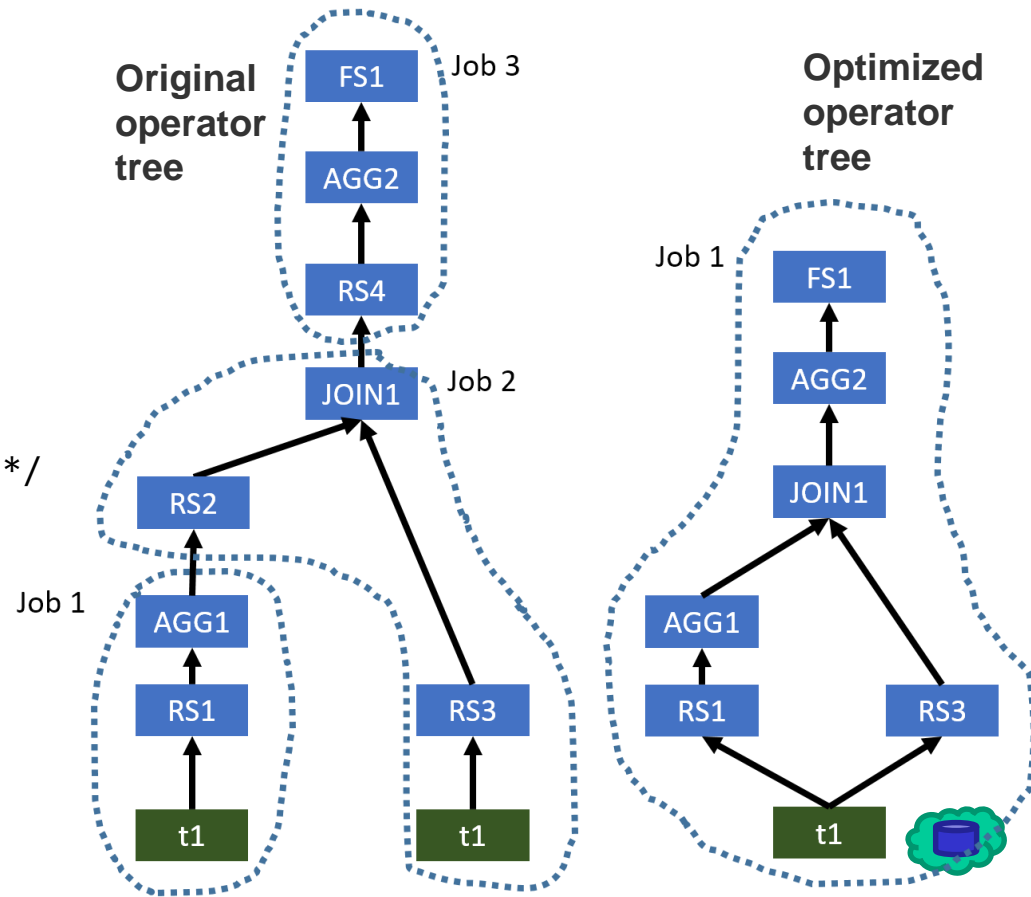 Original
operator
tree
FS1
Job 3
AGG2
RS4
JOIN1
Job 2
*/
RS2
Job 1
AGG1
RS1
RS3
t1
t1
Optimized
operator
tree
Job 1
FS1
AGG2
JOIN1
AGG1
RS1
RS3
t1